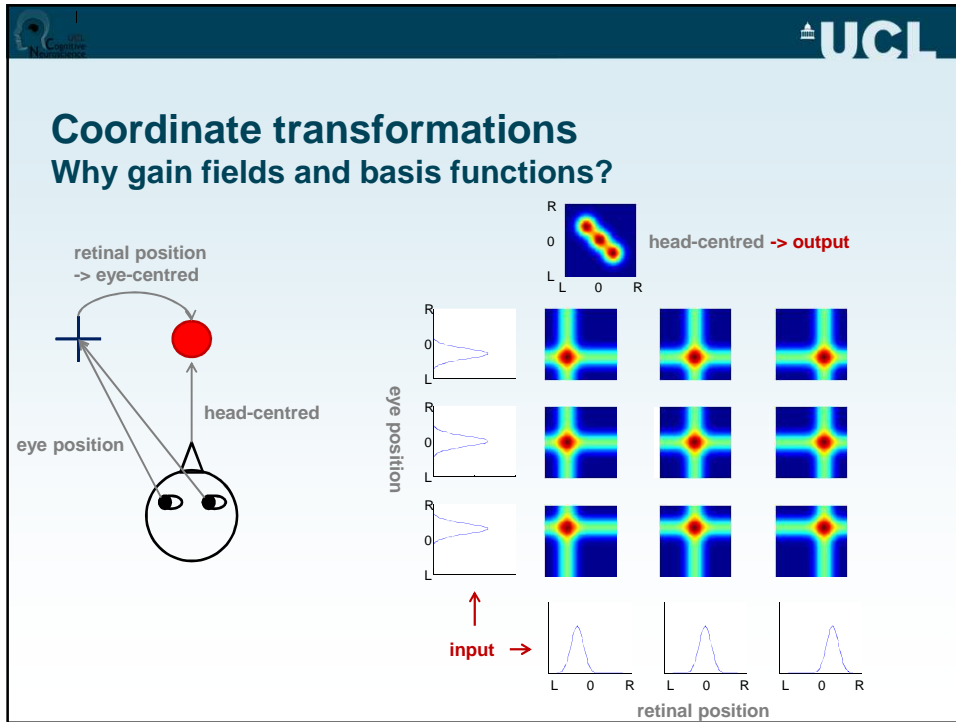 UCL
Cognitive
Neuroscience
UCL
Coordinate transformations
Why gain fields and basis functions?
retinal position
-> eye-centred
head-centred
eye position
R
0
L
L 0 R
head-centred -> output
R
0
L
R
0
L
R
0
L
eye position
input
L 0 R
L 0 R
L 0 R
retinal position